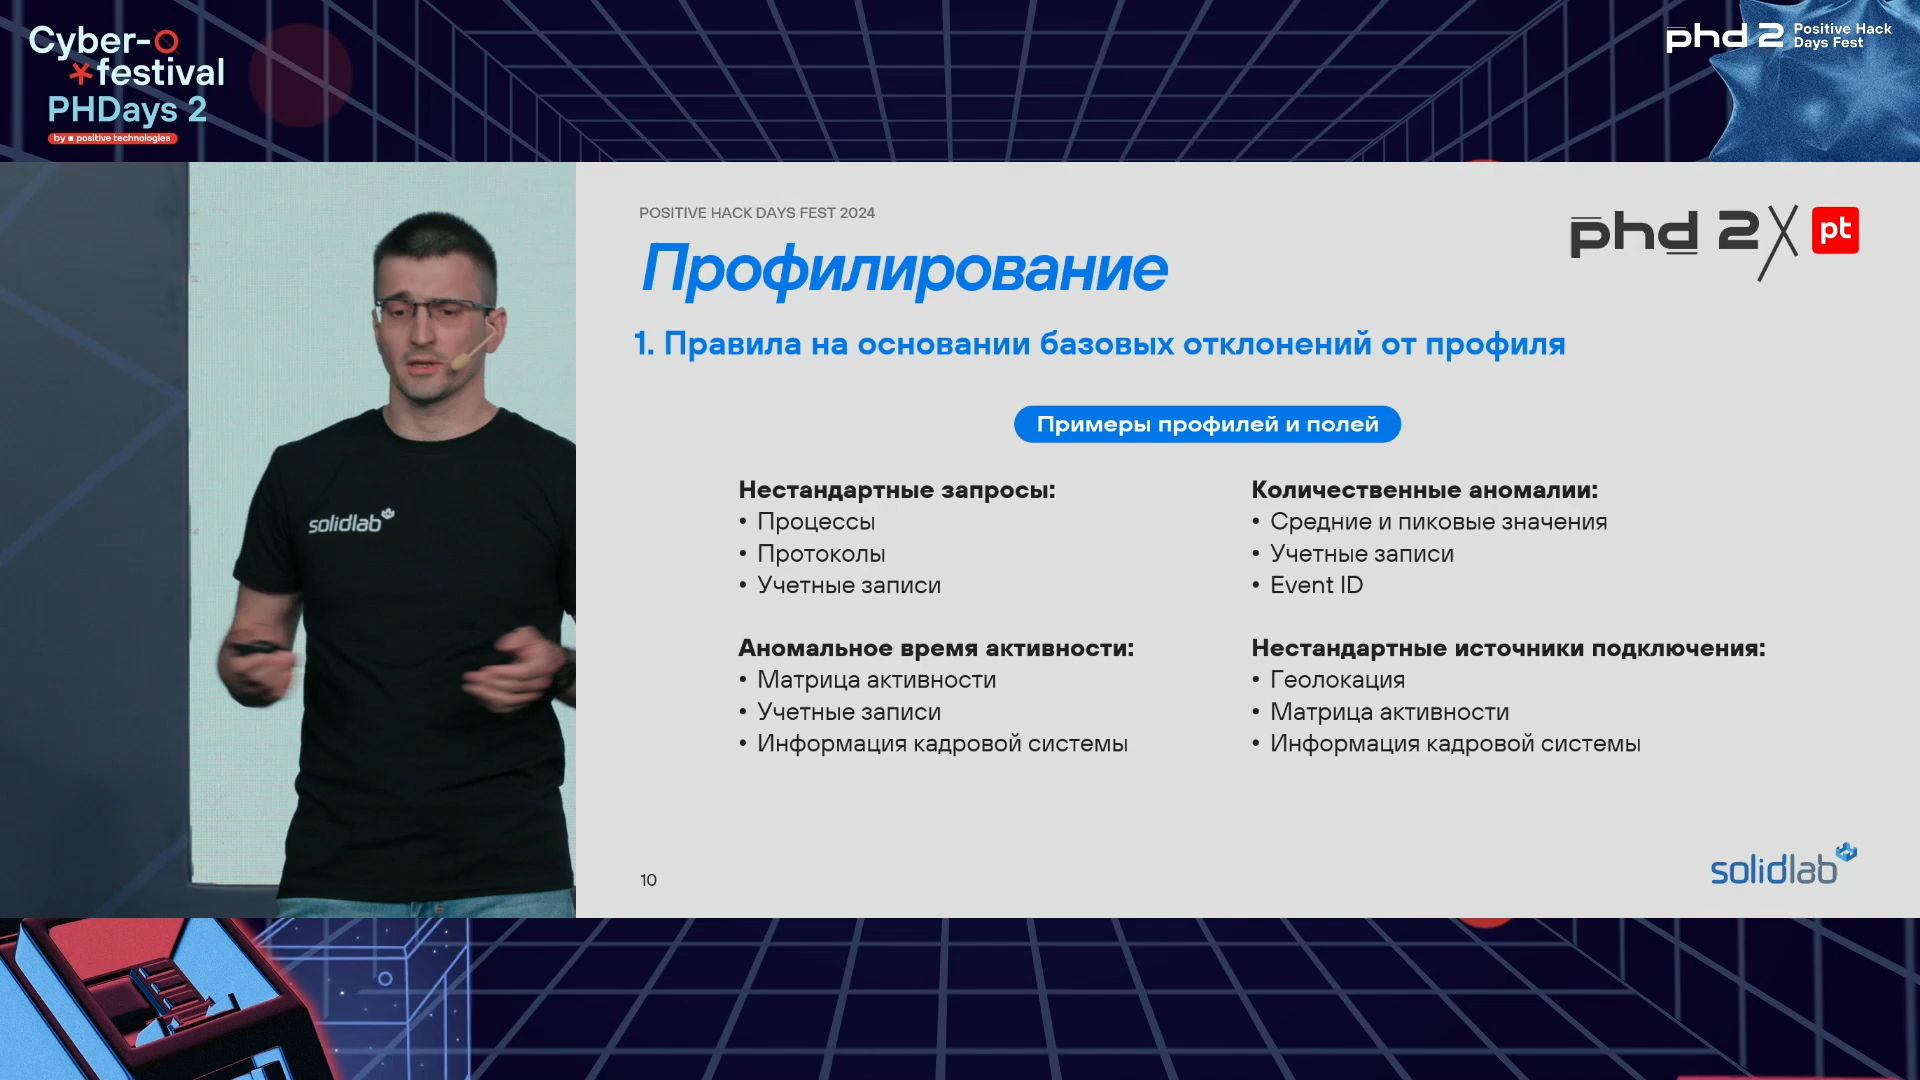 Cyber-
festival
PHDays 2
by positive technologies
phd 2 Positive Hack
Days Fest
POSITIVE HACK DAYS FEST 2024
phd 2 pt
Профилирование
1. Правила на основании базовых отклонений от профиля
Примеры профилей и полей
Нестандартные запросы:
• Процессы
• Протоколы
• Учетные записи
Количественные аномалии:
• Средние и пиковые значения
• Учетные записи
• Event ID
Аномальное время активности:
• Матрица активности
• Учетные записи
• Информация кадровой системы
Нестандартные источники подключения:
• Геолокация
• Матрица активности
• Информация кадровой системы
solidlab
10
solidlab